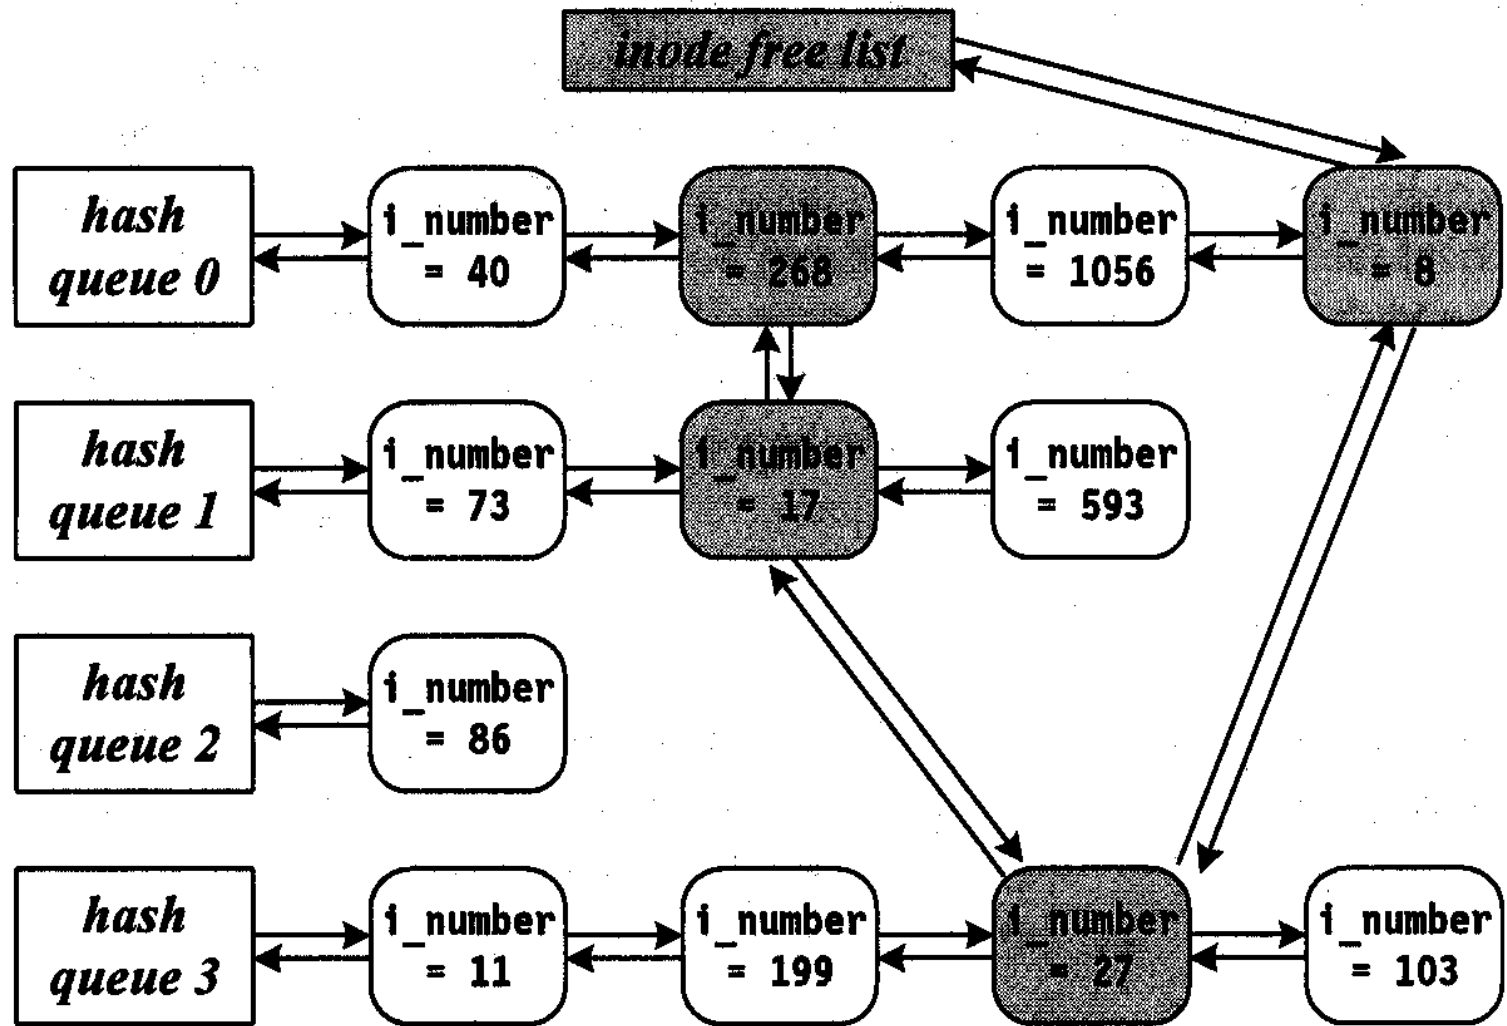 inode free list
hash
queue 0
i_number
= 40
i_number
= 268
i_number
= 1056
i_number
= 8
hash
queue 1
i_number
= 73
i_number
= 17
i_number
= 593
hash
queue 2
i_number
= 86
hash
queue 3
i_number
= 11
i_number
= 199
i_number
= 27
i_number
= 103